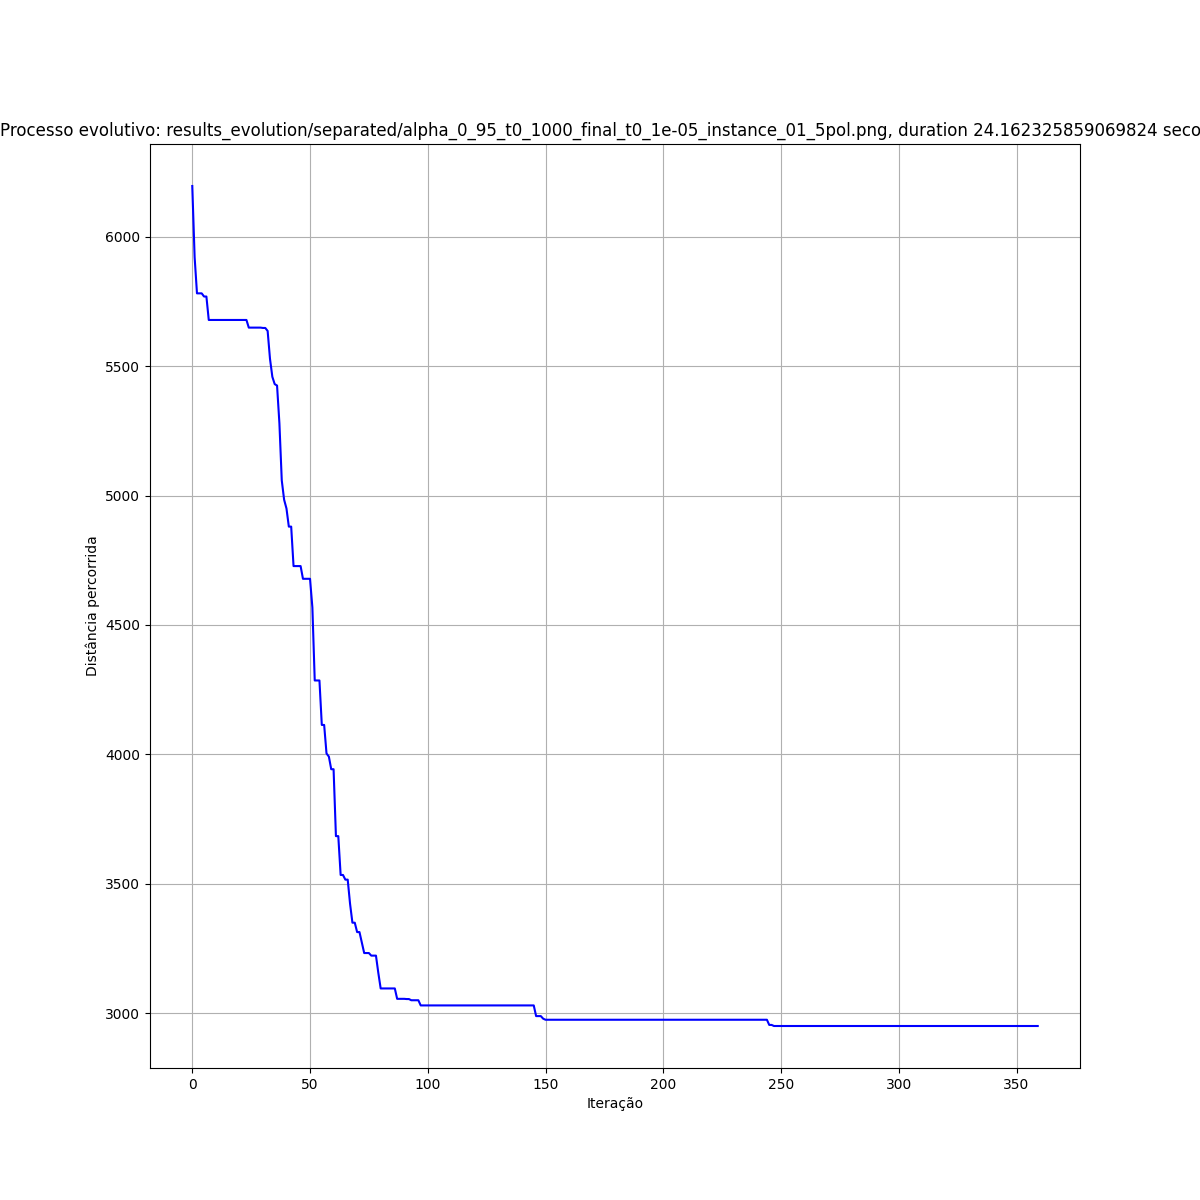 Processo evolutivo: results_evolution/separated/alpha_0_95_t0_1000_final_t0_1e-05_instance_01_5pol.png, duration 24.162325859069824 seco
6000
5500
5000
4500
4000
3500
3000
Distância percorrida
0 50 100 150 200 250 300 350
Iteração